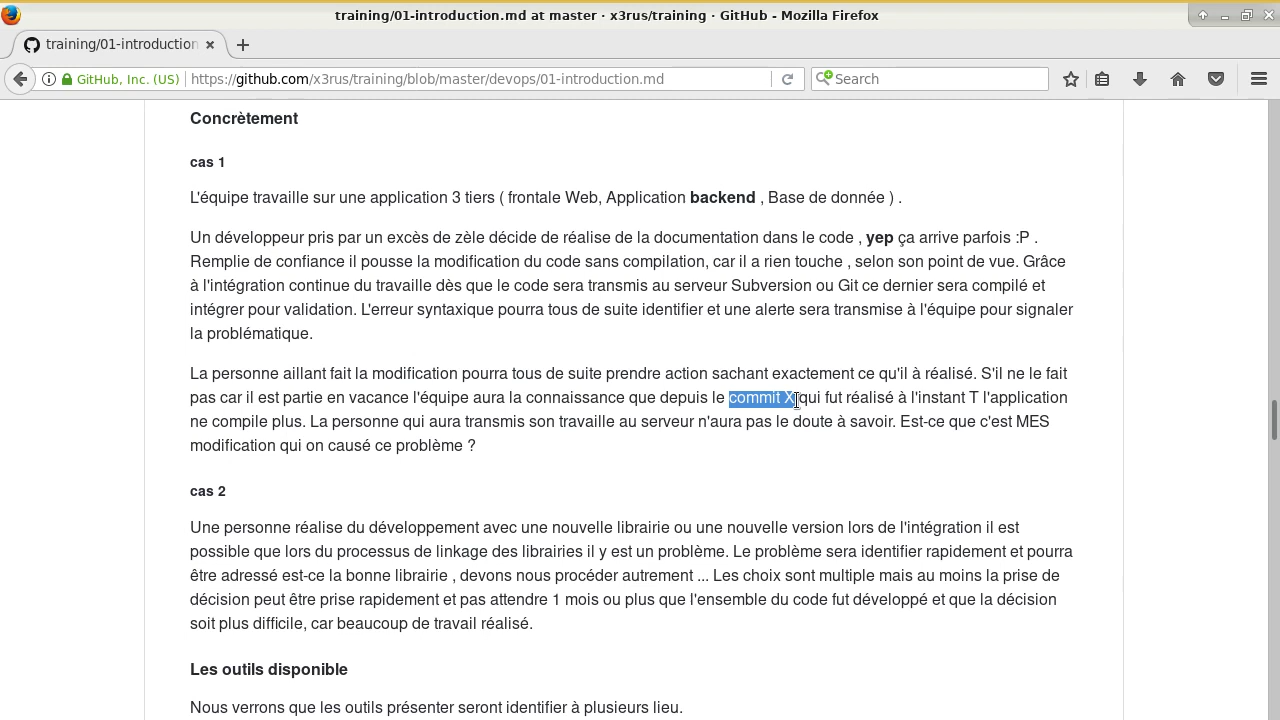 training/01-introduction.md at master · x3rus/training · GitHub - Mozilla Firefox
training/01-introduction
GitHub, Inc. (US)
https://github.com/x3rus/training/blob/master/devops/01-introduction.md
Search
Concrètement
cas 1
L'équipe travaille sur une application 3 tiers ( frontale Web, Application backend , Base de donnée ) .
Un développeur pris par un excès de zèle décide de réalise de la documentation dans le code , yep ça arrive parfois :P .
Remplie de confiance il pousse la modification du code sans compilation, car il a rien touche , selon son point de vue. Grâce
à l'intégration continue du travaille dès que le code sera transmis au serveur Subversion ou Git ce dernier sera compilé et
intégrer pour validation. L'erreur syntaxique pourra tous de suite identifier et une alerte sera transmise à l'équipe pour signaler
la problématique.
La personne aillant fait la modification pourra tous de suite prendre action sachant exactement ce qu'il à réalisé. S'il ne le fait
pas car il est partie en vacance l'équipe aura la connaissance que depuis le commit X qui fut réalisé à l'instant T l'application
ne compile plus. La personne qui aura transmis son travaille au serveur n'aura pas le doute à savoir. Est-ce que c'est MES
modification qui on causé ce problème ?
cas 2
Une personne réalise du développement avec une nouvelle librairie ou une nouvelle version lors de l'intégration il est
possible que lors du processus de linkage des librairies il y est un problème. Le problème sera identifier rapidement et pourra
être adressé est-ce la bonne librairie , devons nous procéder autrement ... Les choix sont multiple mais au moins la prise de
décision peut être prise rapidement et pas attendre 1 mois ou plus que l'ensemble du code fut développé et que la décision
soit plus difficile, car beaucoup de travail réalisé.
Les outils disponible
Nous verrons que les outils présenter seront identifier à plusieurs lieu.